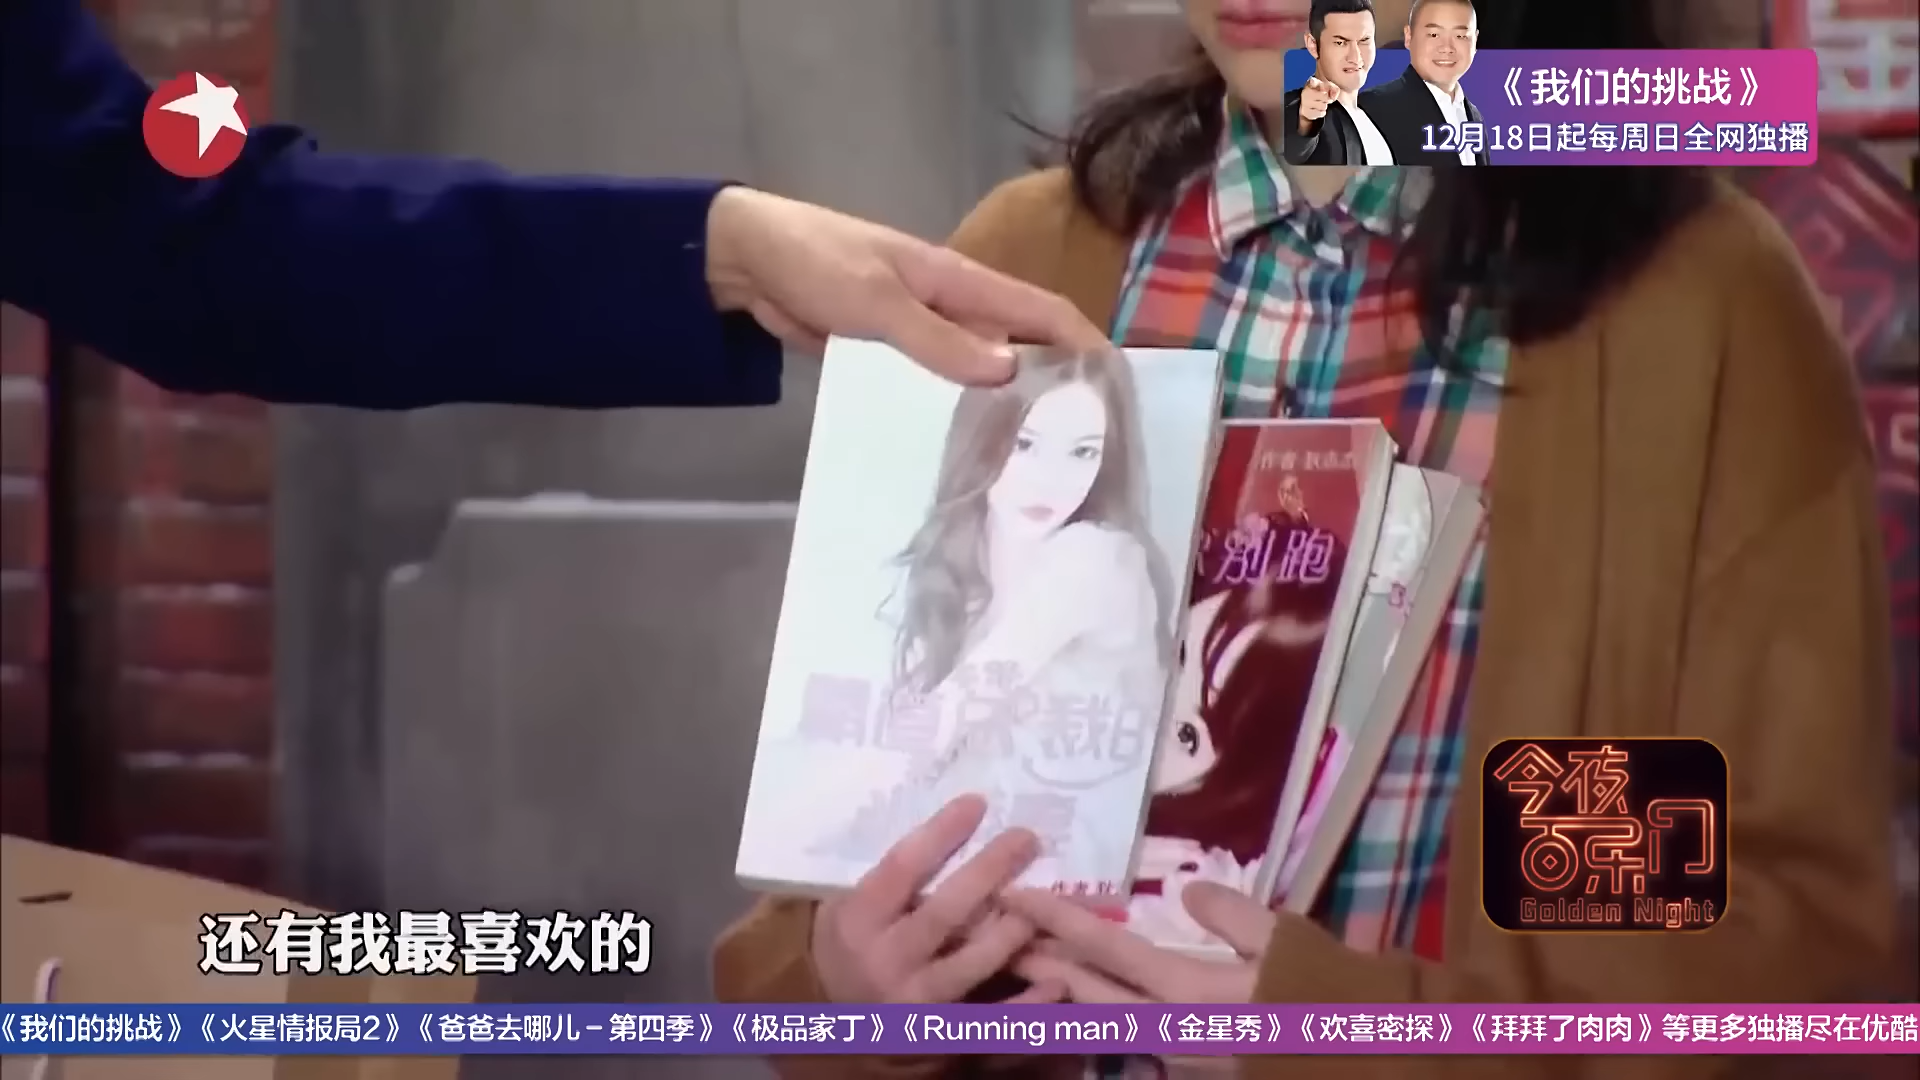 《我们的挑战》
12月18日起每周日全网独播
作者
别跑
今夜
百乐门
Golden Night
还有我最喜欢的
《我们的挑战》《火星情报局2》《爸爸去哪儿-第四季》《极品家丁》《Running man》《金星秀》《欢喜密探》《拜拜了肉肉》等更多独播尽在优酷